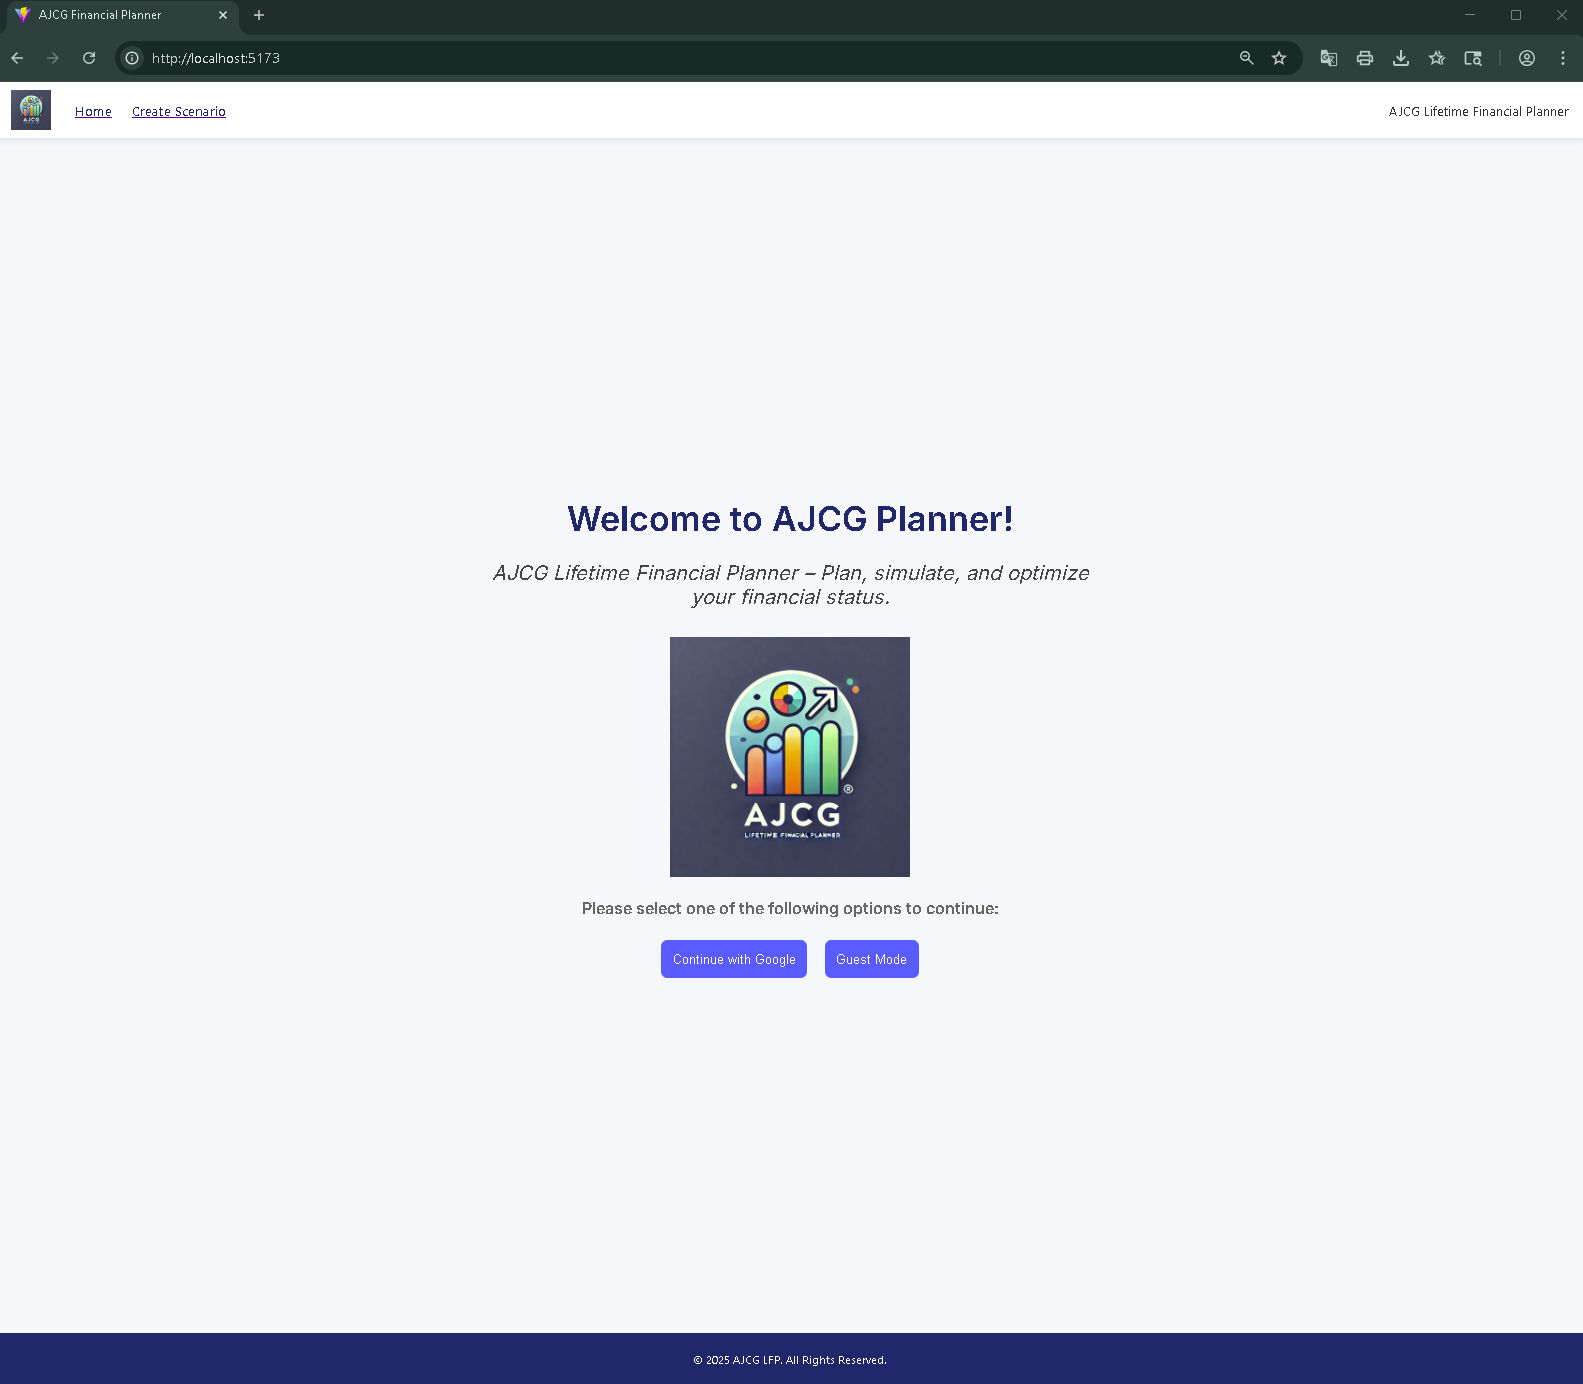 AJCG Financial Planner
http://localhost:5173
AJCG
Home
Create Scenario
AJCG Lifetime Financial Planner
Welcome to AJCG Planner!
AJCG Lifetime Financial Planner – Plan, simulate, and optimize
your financial status.
®
AJCG
LIFETIME FINACIAL PLANNER
Please select one of the following options to continue:
Continue with Google
Guest Mode
© 2025 AJCG LFP. All Rights Reserved.